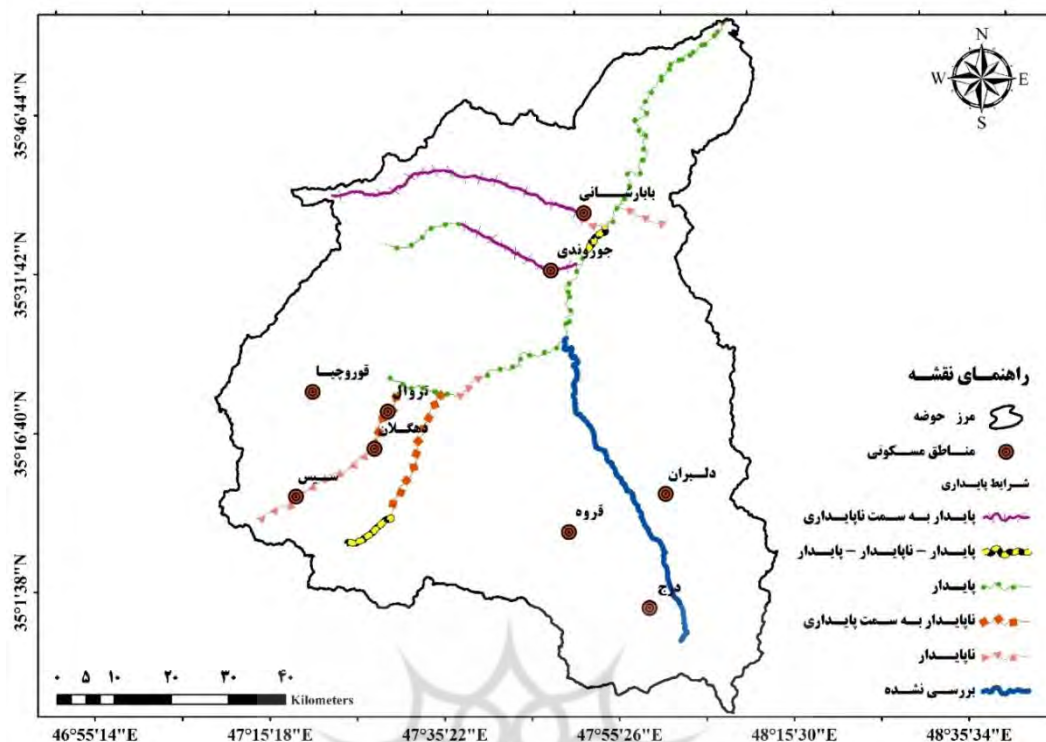 N
W E
S
35°46'44"N
35°31'42"N
35°16'40"N
35°1'38"N
بابارشانی
جوروندی
قوروچیا
تروال
دهگلان
سیس
دلبران
قروه
درج
راهنمای نقشه
مرز حوضه
مناطق مسکونی
شرایط پایداری
پایدار به سمت ناپایداری
پایدار - ناپایدار - پایدار
پایدار
ناپایدار به سمت پایداری
ناپایدار
بررسی نشده
۰ ۵ ۱۰ ۲۰ ۳۰ ۴۰
Kilometers
46°55'14"E 47°15'18"E 47°35'22"E 47°55'26"E 48°15'30"E 48°35'34"E